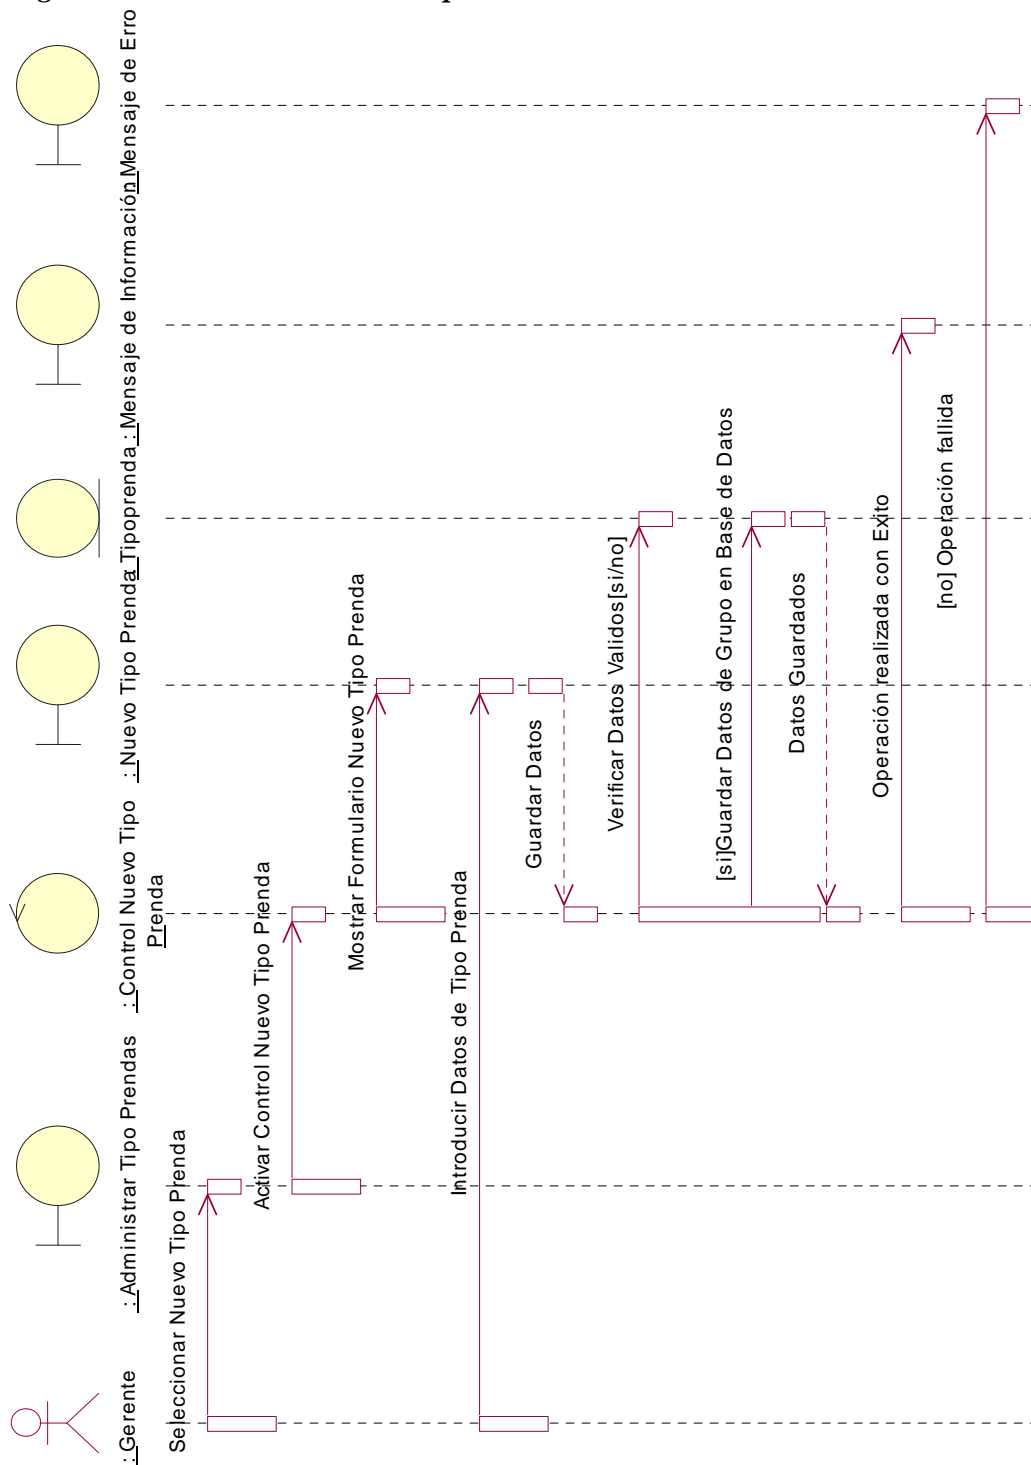 : Gerente
: Administrar Tipo Prendas
: Control Nuevo Tipo
Prenda
: Nuevo Tipo Prenda
: Tipoprenda
: Mensaje de Información
: Mensaje de Erro
Seleccionar Nuevo Tipo Prenda
Activar Control Nuevo Tipo Prenda
Mostrar Formulario Nuevo Tipo Prenda
Introducir Datos de Tipo Prenda
Guardar Datos
Verificar Datos Validos[si/no]
[si]Guardar Datos de Grupo en Base de Datos
Datos Guardados
Operación realizada con Exito
[no] Operación fallida